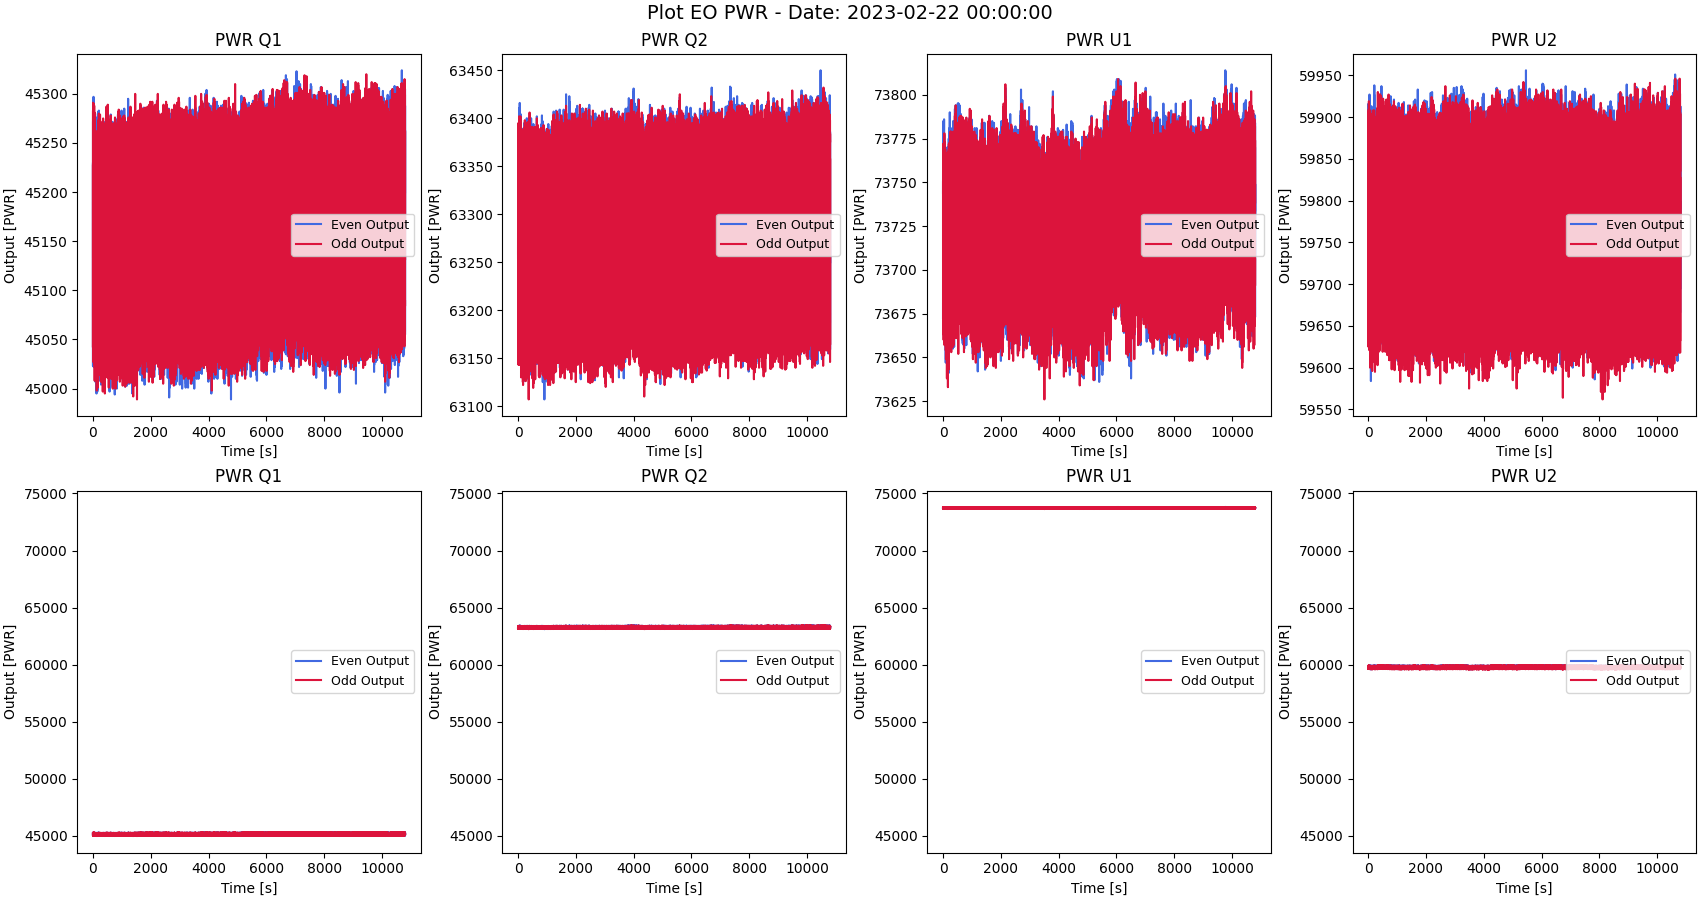 Plot EO PWR - Date: 2023-02-22 00:00:00
PWR Q1
Output [PWR]
45300
45250
45200
45150
45100
45050
45000
Even Output
Odd Output
0 2000 4000 6000 8000 10000
Time [s]
PWR Q2
Output [PWR]
63450
63400
63350
63300
63250
63200
63150
63100
Even Output
Odd Output
0 2000 4000 6000 8000 10000
Time [s]
PWR U1
Output [PWR]
73800
73775
73750
73725
73700
73675
73650
73625
Even Output
Odd Output
0 2000 4000 6000 8000 10000
Time [s]
PWR U2
Output [PWR]
59950
59900
59850
59800
59750
59700
59650
59600
59550
Even Output
Odd Output
0 2000 4000 6000 8000 10000
Time [s]
PWR Q1
Output [PWR]
75000
70000
65000
60000
55000
50000
45000
Even Output
Odd Output
0 2000 4000 6000 8000 10000
Time [s]
PWR Q2
Output [PWR]
75000
70000
65000
60000
55000
50000
45000
Even Output
Odd Output
0 2000 4000 6000 8000 10000
Time [s]
PWR U1
Output [PWR]
75000
70000
65000
60000
55000
50000
45000
Even Output
Odd Output
0 2000 4000 6000 8000 10000
Time [s]
PWR U2
Output [PWR]
75000
70000
65000
60000
55000
50000
45000
Even Output
Odd Output
0 2000 4000 6000 8000 10000
Time [s]